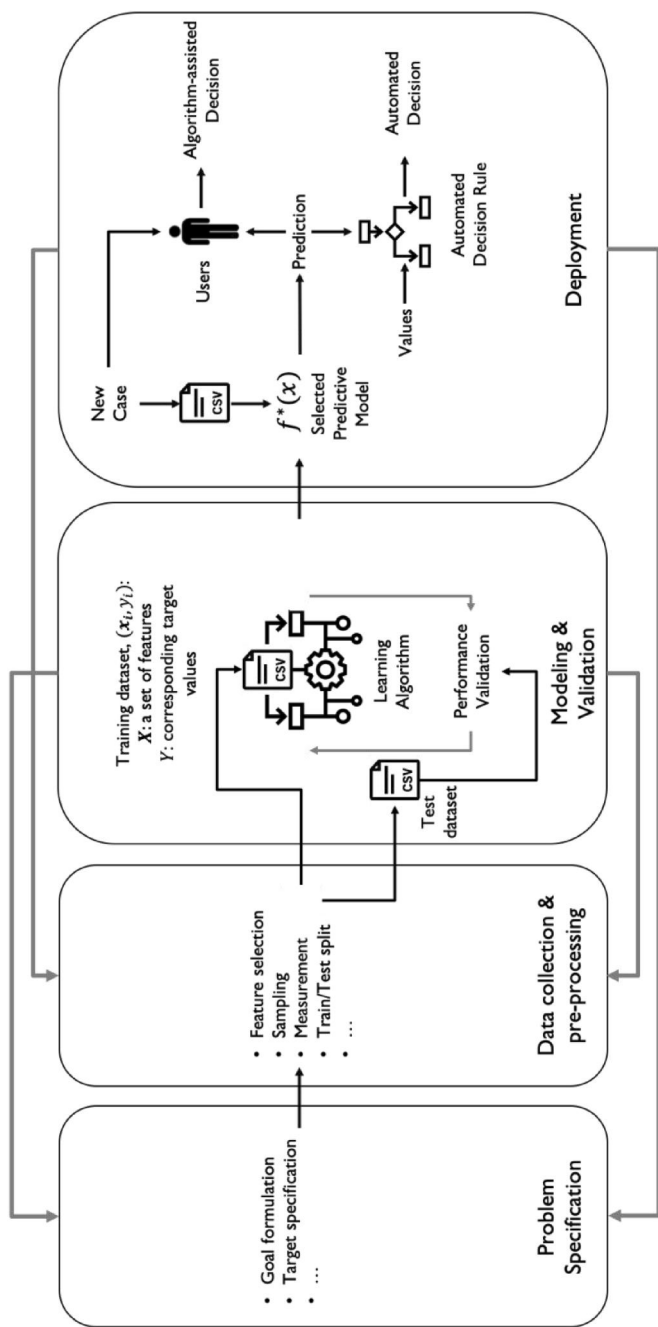 • Goal formulation
• Target specification
• …
Problem
Specification
• Feature selection
• Sampling
• Measurement
• Train/Test split
• …
Data collection &
pre-processing
Training dataset, (xᵢ, yᵢ):
X: a set of features
Y: corresponding target
values
CSV
Learning
Algorithm
CSV
Test
dataset
Performance
Validation
Modeling &
Validation
New
Case
CSV
f*(x)
Selected
Predictive
Model
Users
Algorithm-assisted
Decision
Prediction
Values
Automated
Decision Rule
Automated
Decision
Deployment